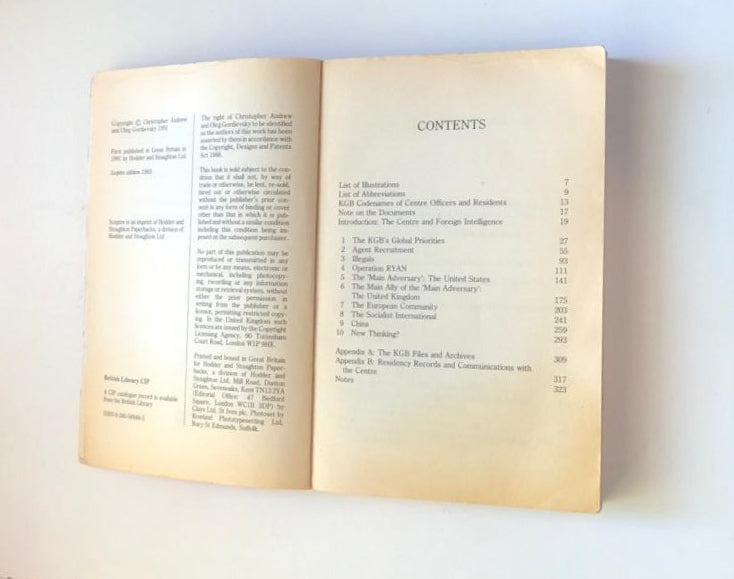 Copyright © Christopher Andrew
and Oleg Gordievsky 1991
First published in Great Britain in
1991 by Hodder and Stoughton Ltd
Sceptre edition 1993
Sceptre is an imprint of Hodder and
Stoughton Paperbacks, a division of
Hodder and Stoughton Ltd
British Library CIP
A CIP catalogue record is available
from the British Library
The right of Christopher Andrew
and Oleg Gordievsky to be identified
as the authors of this work has been
asserted by them in accordance with
the Copyright, Designs and Patents
Act 1988.
This book is sold subject to the con-
dition that it shall not, by way of
trade or otherwise, be lent, re-sold,
hired out or otherwise circulated
without the publisher's prior con-
sent in any form of binding or cover
other than that in which it is pub-
lished and without a similar condition
including this condition being im-
posed on the subsequent purchaser.
No part of this publication may be
reproduced or transmitted in any
form or by any means, electronic or
mechanical, including photocopy-
ing, recording or any information
storage or retrieval system, without
either the prior permission in
writing from the publisher or a
licence, permitting restricted copy-
ing. In the United Kingdom such
licences are issued by the Copyright
Licensing Agency, 90 Tottenham
Court Road, London W1P 9HE.
Printed and bound in Great Britain
for Hodder and Stoughton Paper-
backs, a division of Hodder and
Stoughton Ltd, Mill Road, Dunton
Green, Sevenoaks, Kent TN13 2YA
(Editorial Office: 47 Bedford
Square, London WC1B 3DP) by
Clays Ltd, St Ives plc. Photoset by
Rowland Phototypesetting Ltd,
Bury St Edmunds, Suffolk.
CONTENTS
List of Illustrations 7
List of Abbreviations 9
KGB Codenames of Centre Officers and Residents 13
Note on the Documents 17
Introduction: The Centre and Foreign Intelligence 19
1 The KGB's Global Priorities 27
2 Agent Recruitment 55
3 Illegals 93
4 Operation RYAN 111
5 The 'Main Adversary': The United States 141
6 The Main Ally of the 'Main Adversary':
The United Kingdom 175
7 The European Community 203
8 The Socialist International 241
9 China 259
10 New Thinking? 293
Appendix A: The KGB Files and Archives 309
Appendix B: Residency Records and Communications with
the Centre 317
Notes 323